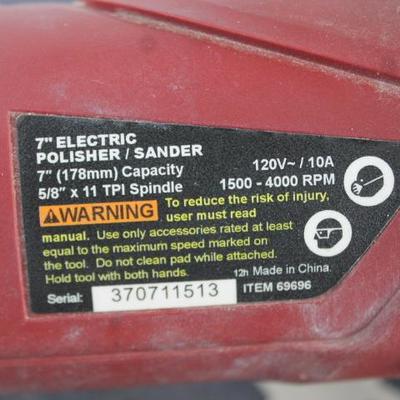 7" ELECTRIC
POLISHER / SANDER
7" (178mm) Capacity
5/8" x 11 TPI Spindle
120V~ / 10A
1500 - 4000 RPM
WARNING To reduce the risk of injury,
user must read
manual. Use only accessories rated at least
equal to the maximum speed marked on
the tool. Do not clean pad while attached.
Hold tool with both hands.
12h Made in China.
Serial: 370711513 ITEM 69696